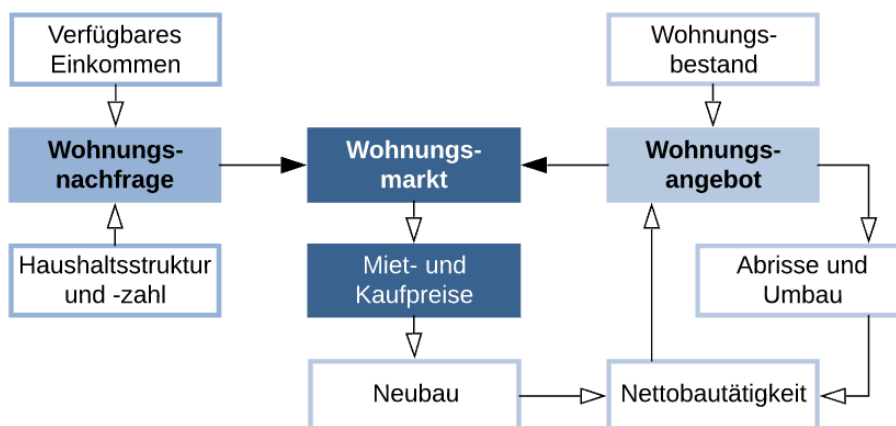 Verfügbares
Einkommen
Wohnungs-
bestand
Wohnungs-
nachfrage
Wohnungs-
markt
Wohnungs-
angebot
Haushaltsstruktur
und -zahl
Miet- und
Kaufpreise
Abrisse und
Umbau
Neubau
Nettobautätigkeit